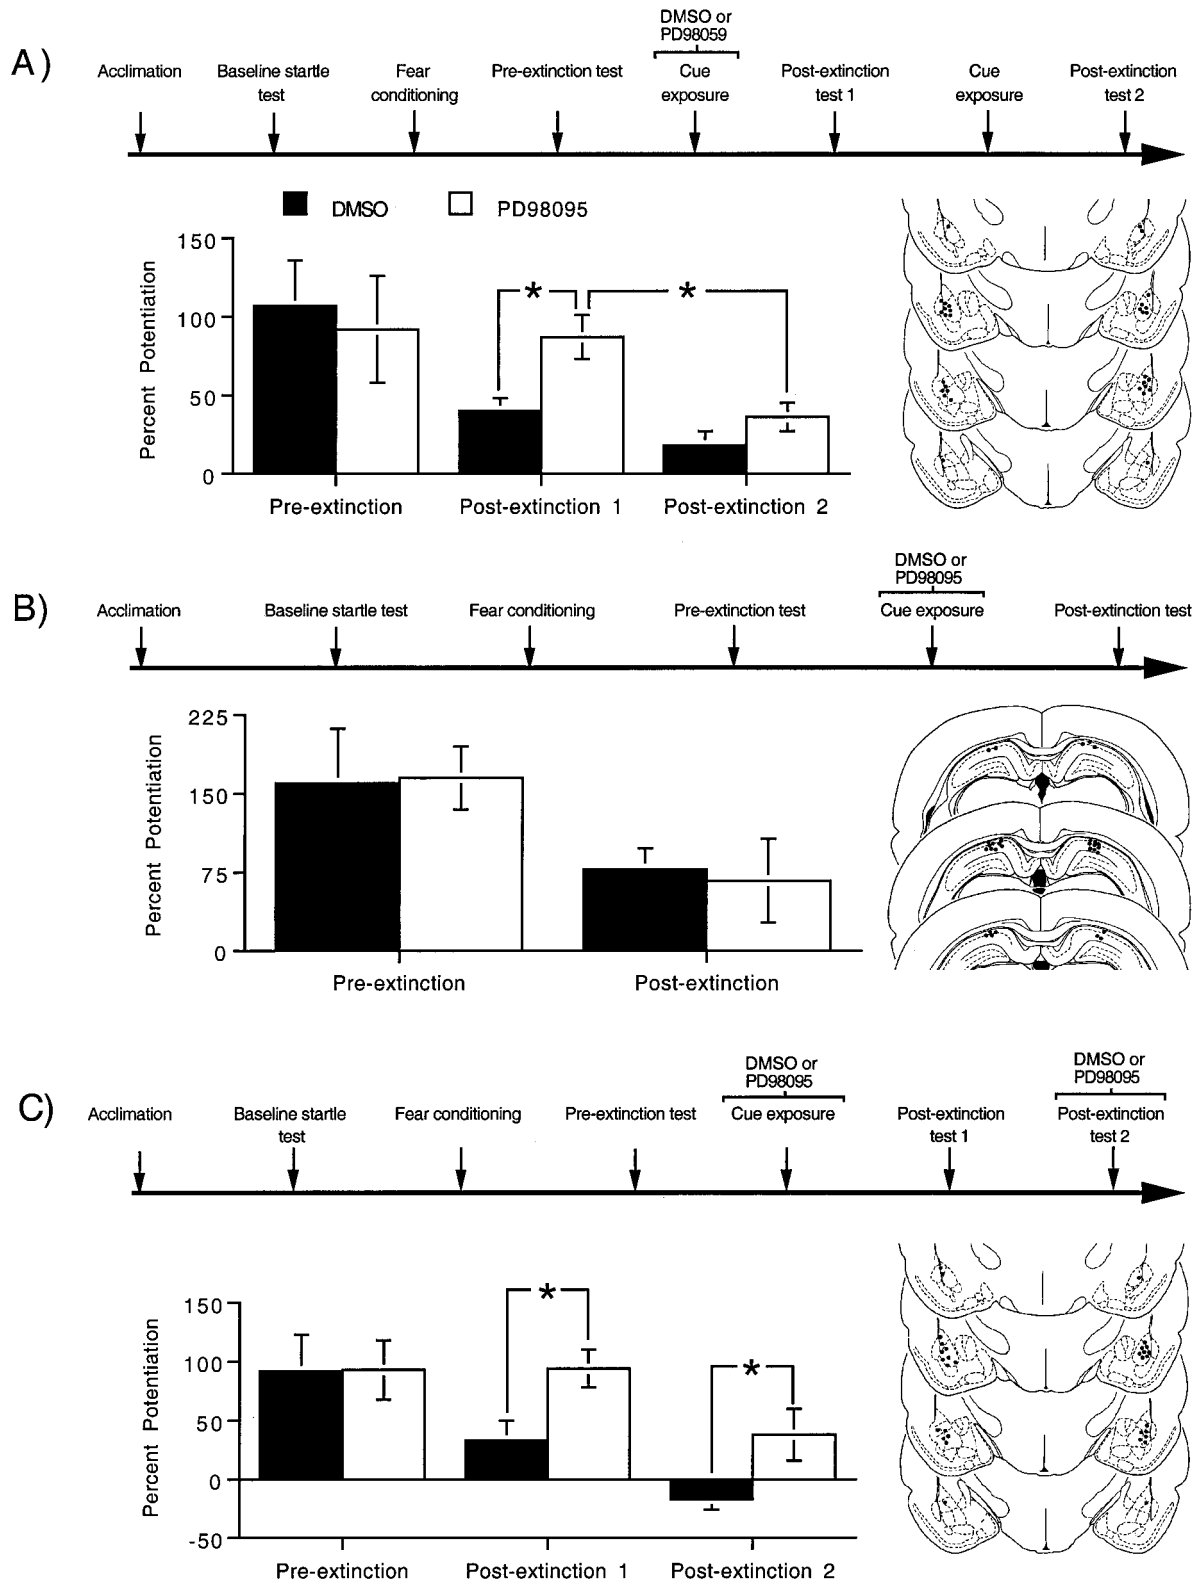 A)
DMSO or
PD98059
Acclimation Baseline startle Fear Pre-extinction test Cue Post-extinction Cue Post-extinction
test conditioning exposure test 1 exposure test 2
DMSO PD98095
Percent Potentiation
150
100
50
0
Pre-extinction Post-extinction 1 Post-extinction 2
*
*
B)
DMSO or
PD98095
Acclimation Baseline startle test Fear conditioning Pre-extinction test Cue exposure Post-extinction test
Percent Potentiation
225
150
75
0
Pre-extinction Post-extinction
C)
DMSO or
PD98095
DMSO or
PD98095
Acclimation Baseline startle Fear conditioning Pre-extinction test Cue exposure Post-extinction Post-extinction
test test 1 test 2
Percent Potentiation
150
100
50
0
-50
*
*
Pre-extinction Post-extinction 1 Post-extinction 2